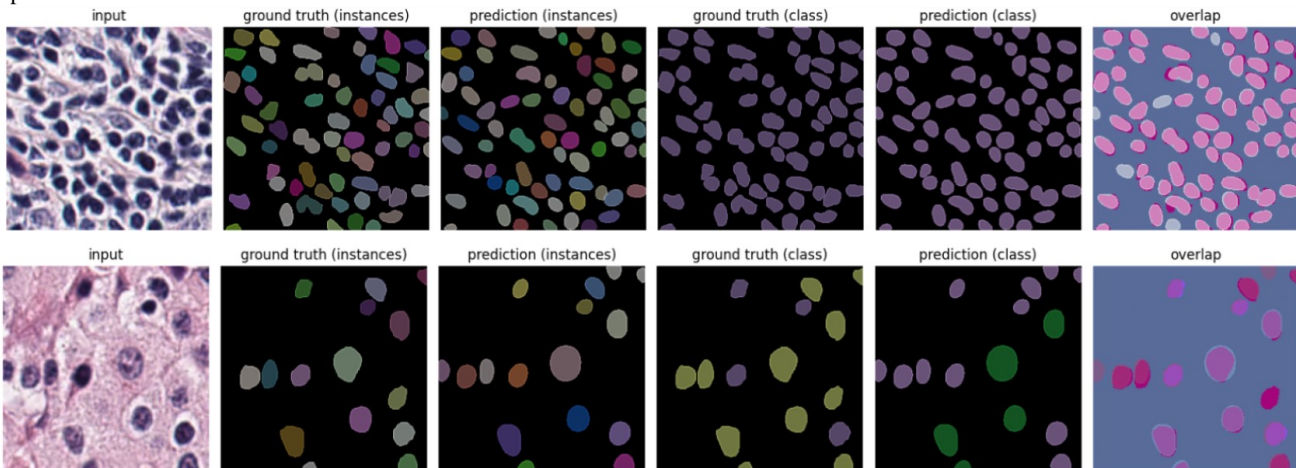 input ground truth (instances) prediction (instances) ground truth (class) prediction (class) overlap
input ground truth (instances) prediction (instances) ground truth (class) prediction (class) overlap